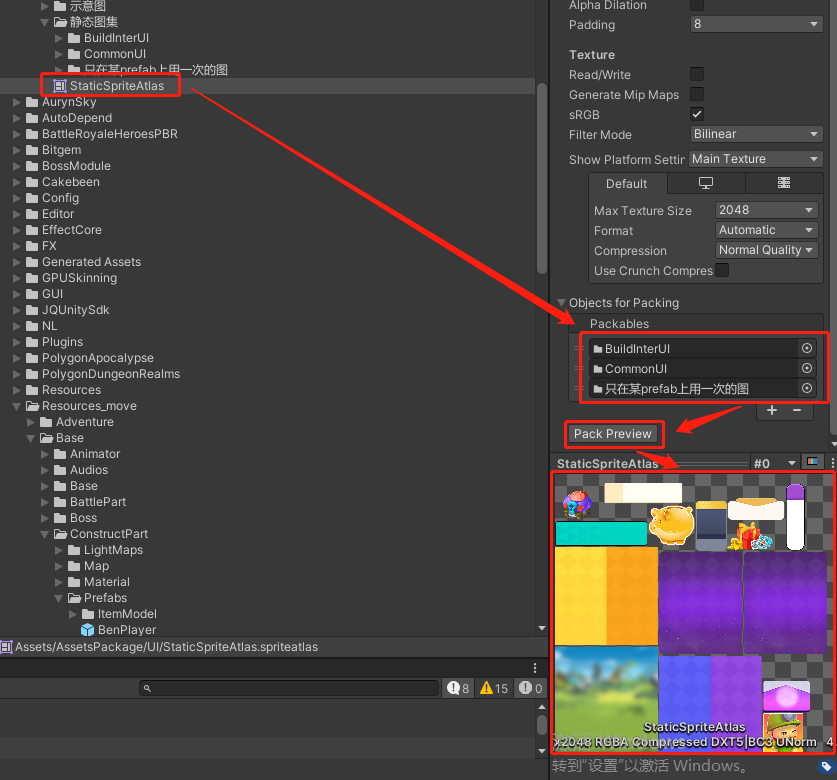 示意图
静态图集
BuildInterUI
CommonUI
只在某prefab上用一次的图
StaticSpriteAtlas
AurynSky
AutoDepend
BattleRoyaleHeroesPBR
Bitgem
BossModule
Cakebeen
Config
Editor
EffectCore
FX
Generated Assets
GPUSkinning
GUI
JQUnitySdk
NL
Plugins
PolygonApocalypse
PolygonDungeonRealms
Resources
Resources_move
Adventure
Base
Animator
Audios
Base
BattlePart
Boss
ConstructPart
LightMaps
Map
Material
Prefabs
ItemModel
BenPlayer
Assets/AssetsPackage/UI/StaticSpriteAtlas.spriteatlas
8 15 0
Alpha Dilation
Padding 8
Texture
Read/Write
Generate Mip Maps
sRGB
Filter Mode Bilinear
Show Platform Settin Main Texture
Default
Max Texture Size 2048
Format Automatic
Compression Normal Quality
Use Crunch Compres
Objects for Packing
Packables
BuildInterUI
CommonUI
只在某prefab上用一次的图
Pack Preview
StaticSpriteAtlas #0
StaticSpriteAtlas
x2048 RGBA Compressed DXT5|BC3 UNorm 4
转到"设置"以激活 Windows。